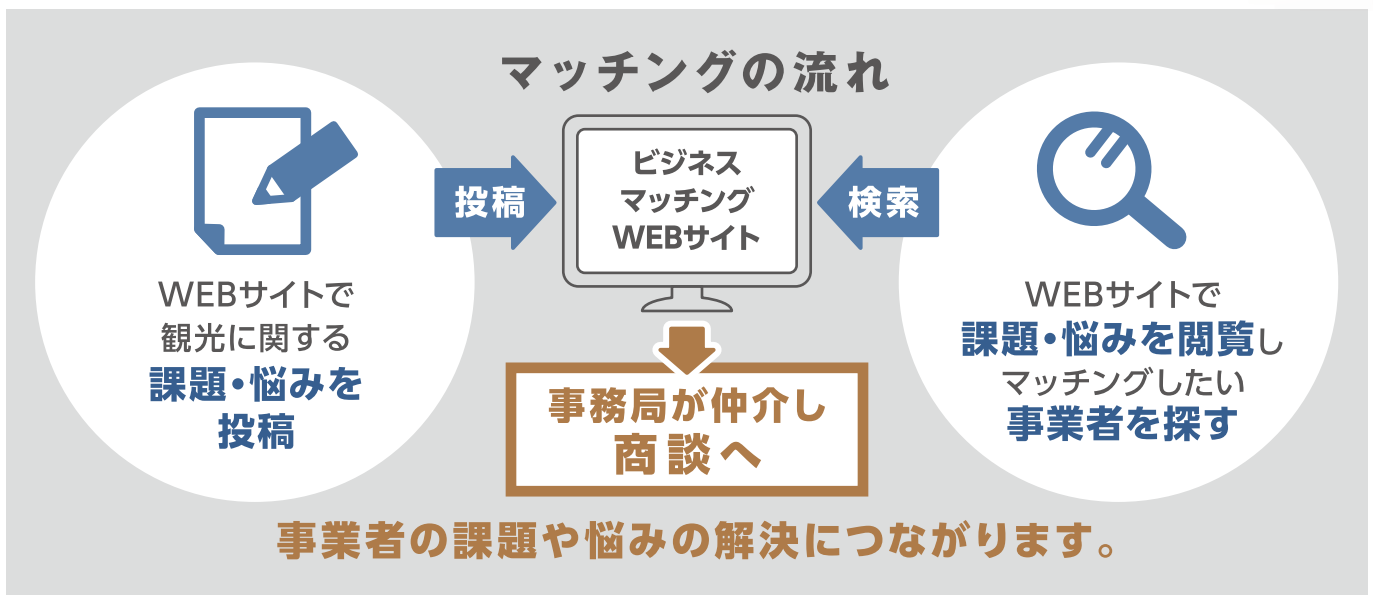 マッチングの流れ
WEBサイトで
観光に関する
課題・悩みを
投稿
投稿
ビジネス
マッチング
WEBサイト
検索
WEBサイトで
課題・悩みを閲覧し
マッチングしたい
事業者を探す
事務局が仲介し
商談へ
事業者の課題や悩みの解決につながります。